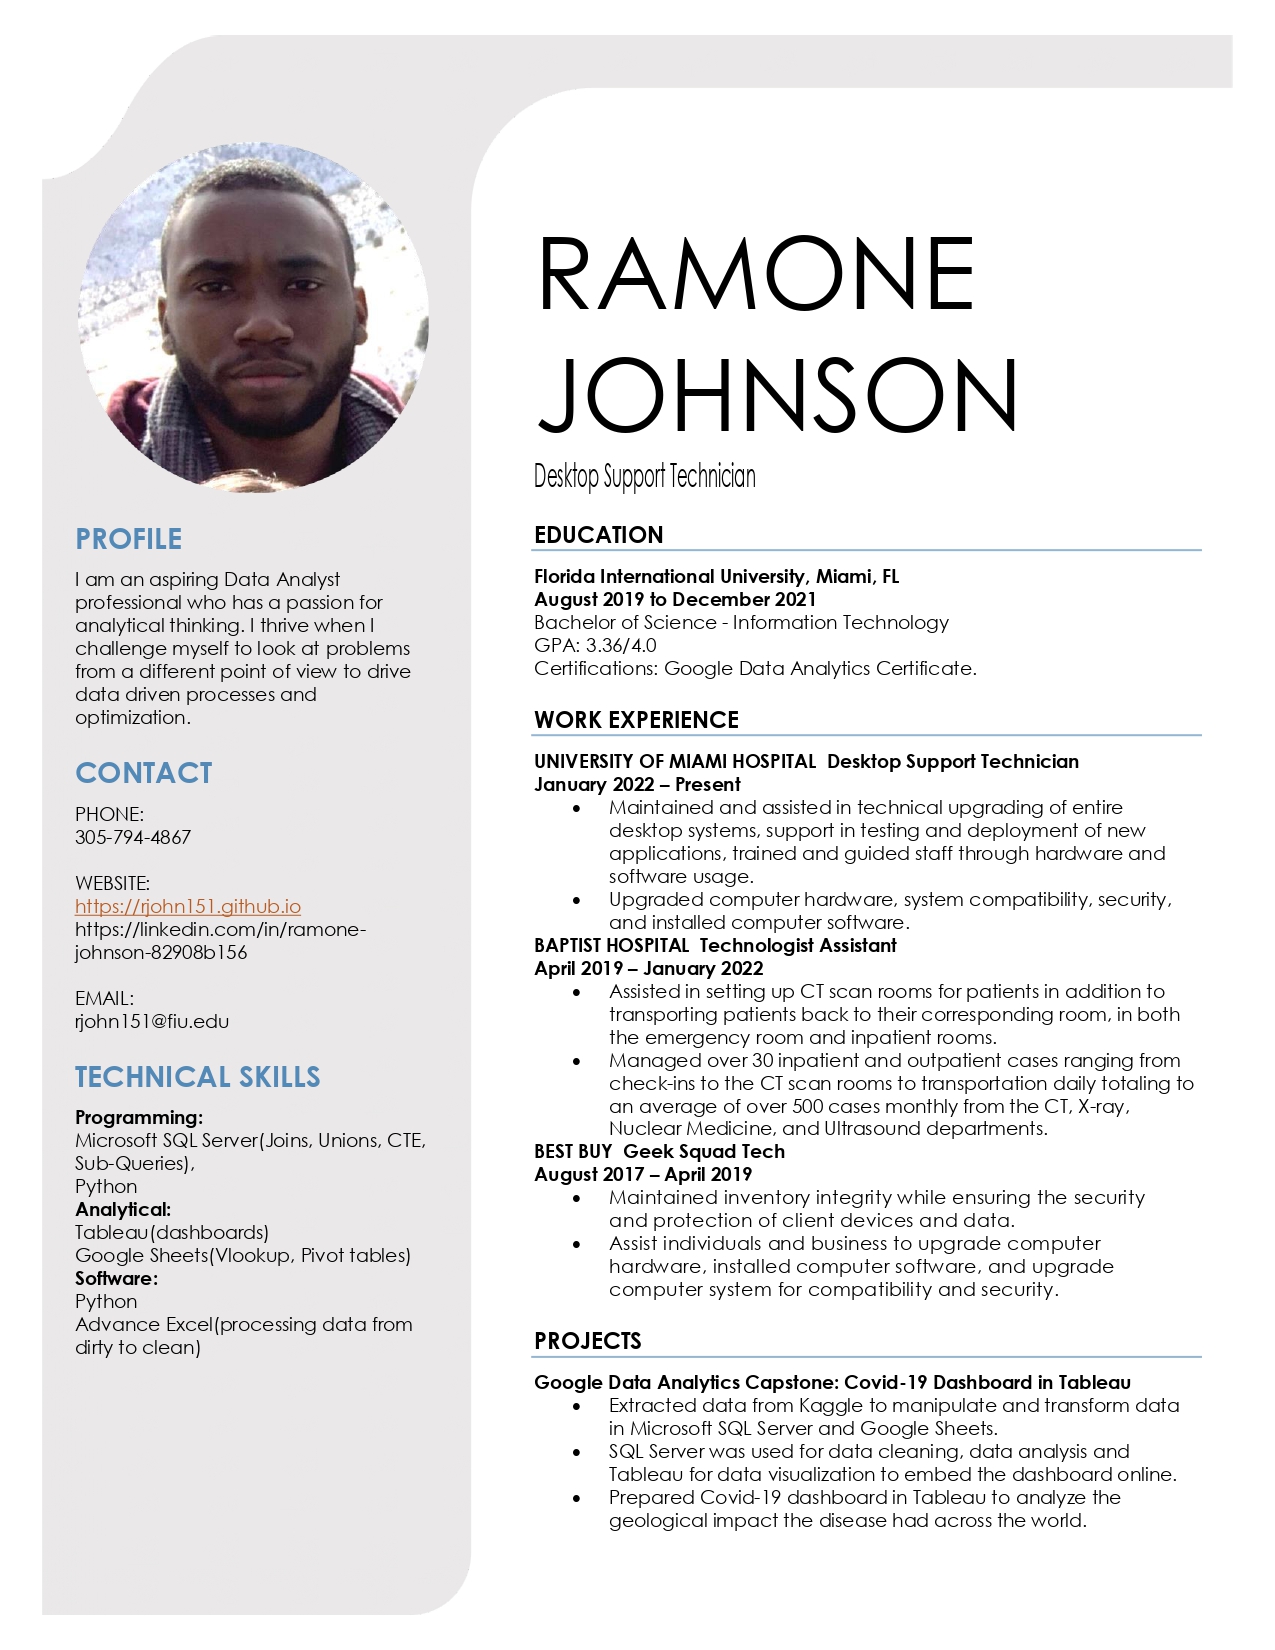 RAMONE
JOHNSON
Desktop Support Technician
PROFILE
I am an aspiring Data Analyst
professional who has a passion for
analytical thinking. I thrive when I
challenge myself to look at problems
from a different point of view to drive
data driven processes and
optimization.
CONTACT
PHONE:
305-794-4867
WEBSITE:
https://rjohn151.github.io
https://linkedin.com/in/ramone-
johnson-82908b156
EMAIL:
rjohn151@fiu.edu
TECHNICAL SKILLS
Programming:
Microsoft SQL Server(Joins, Unions, CTE,
Sub-Queries),
Python
Analytical:
Tableau(dashboards)
Google Sheets(Vlookup, Pivot tables)
Software:
Python
Advance Excel(processing data from
dirty to clean)
EDUCATION
Florida International University, Miami, FL
August 2019 to December 2021
Bachelor of Science - Information Technology
GPA: 3.36/4.0
Certifications: Google Data Analytics Certificate.
WORK EXPERIENCE
UNIVERSITY OF MIAMI HOSPITAL  Desktop Support Technician
January 2022 – Present
• Maintained and assisted in technical upgrading of entire
desktop systems, support in testing and deployment of new
applications, trained and guided staff through hardware and
software usage.
• Upgraded computer hardware, system compatibility, security,
and installed computer software.
BAPTIST HOSPITAL  Technologist Assistant
April 2019 – January 2022
• Assisted in setting up CT scan rooms for patients in addition to
transporting patients back to their corresponding room, in both
the emergency room and inpatient rooms.
• Managed over 30 inpatient and outpatient cases ranging from
check-ins to the CT scan rooms to transportation daily totaling to
an average of over 500 cases monthly from the CT, X-ray,
Nuclear Medicine, and Ultrasound departments.
BEST BUY  Geek Squad Tech
August 2017 – April 2019
• Maintained inventory integrity while ensuring the security
and protection of client devices and data.
• Assist individuals and business to upgrade computer
hardware, installed computer software, and upgrade
computer system for compatibility and security.
PROJECTS
Google Data Analytics Capstone: Covid-19 Dashboard in Tableau
• Extracted data from Kaggle to manipulate and transform data
in Microsoft SQL Server and Google Sheets.
• SQL Server was used for data cleaning, data analysis and
Tableau for data visualization to embed the dashboard online.
• Prepared Covid-19 dashboard in Tableau to analyze the
geological impact the disease had across the world.